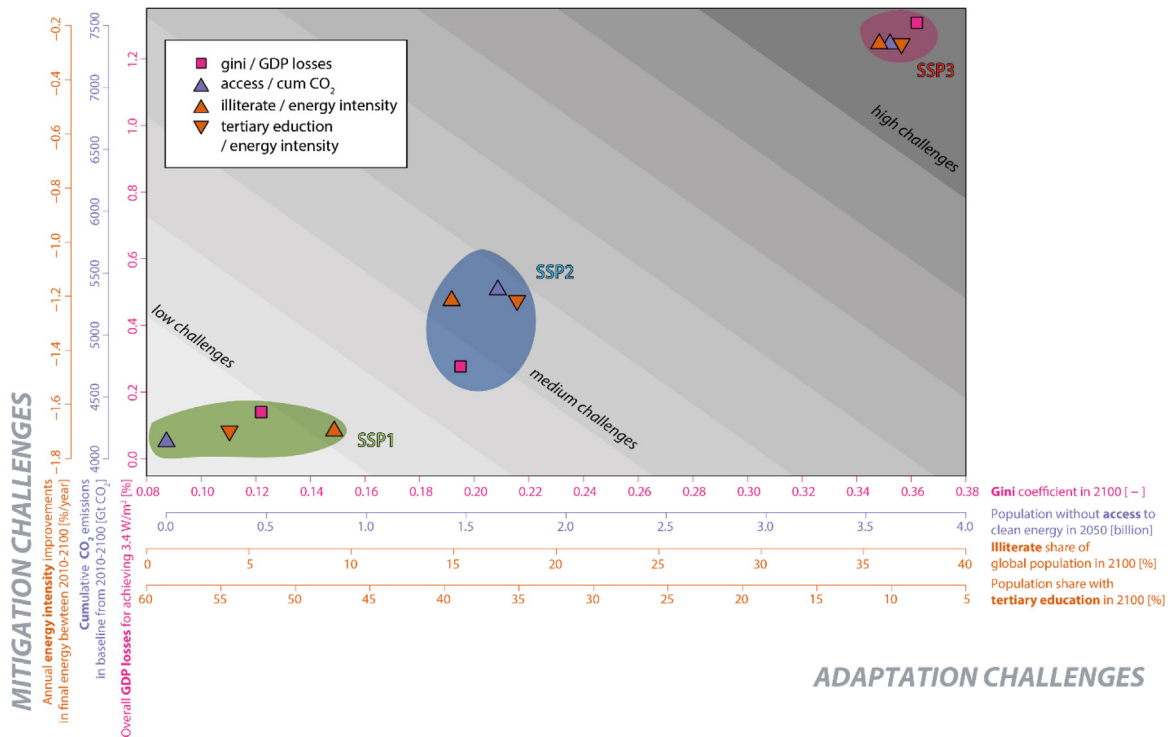 gini / GDP losses
access / cum CO₂
illiterate / energy intensity
tertiary eduction
/ energy intensity
SSP3
high challenges
SSP2
low challenges
medium challenges
SSP1
MITIGATION CHALLENGES
Annual energy intensity improvements
in final energy bewteen 2010-2100 [%/year]
−0.2
−0.4
−0.6
−0.8
−1.0
−1.2
−1.4
−1.6
−1.8
Cumulative CO₂ emissions
in baseline from 2010-2100 [Gt CO₂]
7500
7000
6500
6000
5500
5000
4500
4000
Overall GDP losses for achieving 3.4 W/m² [%]
1.2
1.0
0.8
0.6
0.4
0.2
0.0
0.08 0.10 0.12 0.14 0.16 0.18 0.20 0.22 0.24 0.26 0.28 0.30 0.32 0.34 0.36 0.38
Gini coefficient in 2100 [ − ]
0.0 0.5 1.0 1.5 2.0 2.5 3.0 3.5 4.0
Population without access to
clean energy in 2050 [billion]
0 5 10 15 20 25 30 35 40
Illiterate share of
global population in 2100 [%]
60 55 50 45 40 35 30 25 20 15 10 5
Population share with
tertiary education in 2100 [%]
ADAPTATION CHALLENGES